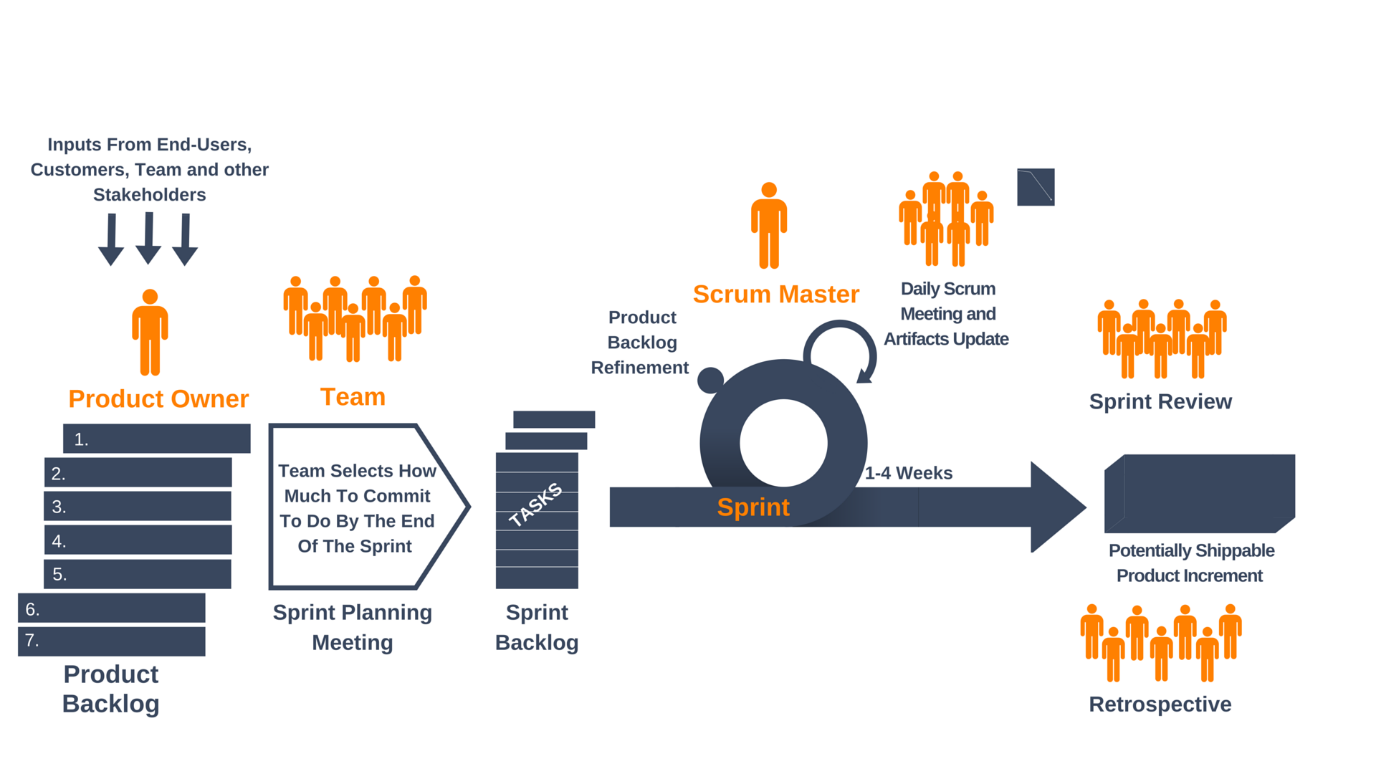 Inputs From End-Users,
Customers, Team and other
Stakeholders
Product Owner
1.
2.
3.
4.
5.
6.
7.
Product
Backlog
Team
Team Selects How
Much To Commit
To Do By The End
Of The Sprint
Sprint Planning
Meeting
TASKS
Sprint
Backlog
Product
Backlog
Refinement
Scrum Master
Daily Scrum
Meeting and
Artifacts Update
1-4 Weeks
Sprint
Sprint Review
Potentially Shippable
Product Increment
Retrospective